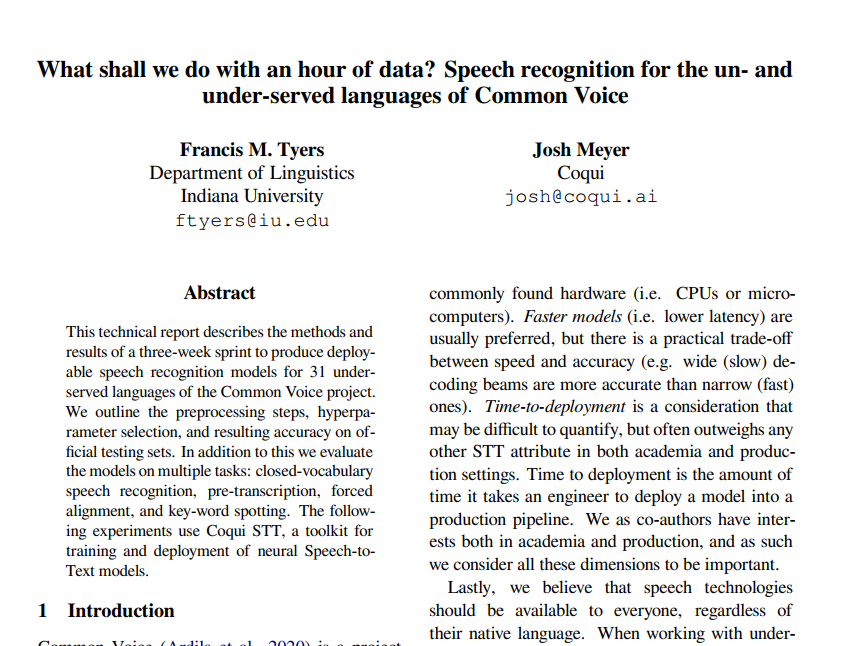 What shall we do with an hour of data? Speech recognition for the un- and
under-served languages of Common Voice
Francis M. Tyers
Department of Linguistics
Indiana University
ftyers@iu.edu
Josh Meyer
Coqui
josh@coqui.ai
Abstract
This technical report describes the methods and
results of a three-week sprint to produce deploy-
able speech recognition models for 31 under-
served languages of the Common Voice project.
We outline the preprocessing steps, hyperpa-
rameter selection, and resulting accuracy on of-
ficial testing sets. In addition to this we evaluate
the models on multiple tasks: closed-vocabulary
speech recognition, pre-transcription, forced
alignment, and key-word spotting. The follow-
ing experiments use Coqui STT, a toolkit for
training and deployment of neural Speech-to-
Text models.
1 Introduction
Common Voice (Ardila et al., 2020) is a project
commonly found hardware (i.e. CPUs or micro-
computers). Faster models (i.e. lower latency) are
usually preferred, but there is a practical trade-off
between speed and accuracy (e.g. wide (slow) de-
coding beams are more accurate than narrow (fast)
ones). Time-to-deployment is a consideration that
may be difficult to quantify, but often outweighs any
other STT attribute in both academia and produc-
tion settings. Time to deployment is the amount of
time it takes an engineer to deploy a model into a
production pipeline. We as co-authors have inter-
ests both in academia and production, and as such
we consider all these dimensions to be important.
Lastly, we believe that speech technologies
should be available to everyone, regardless of
their native language. When working with under-